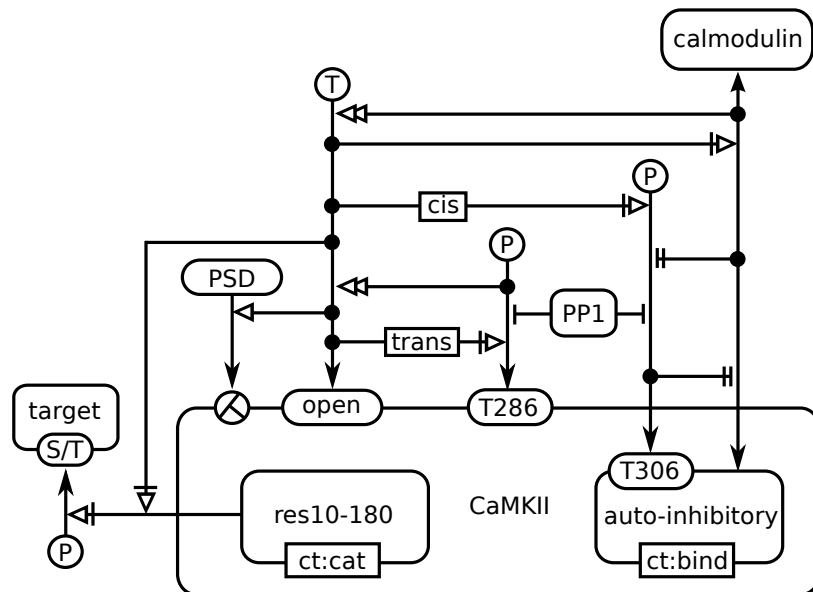 calmodulin
T
P
cis
P
PSD
PP1
trans
target
open
T286
S/T
T306
res10-180
CaMKII
auto-inhibitory
P
ct:cat
ct:bind